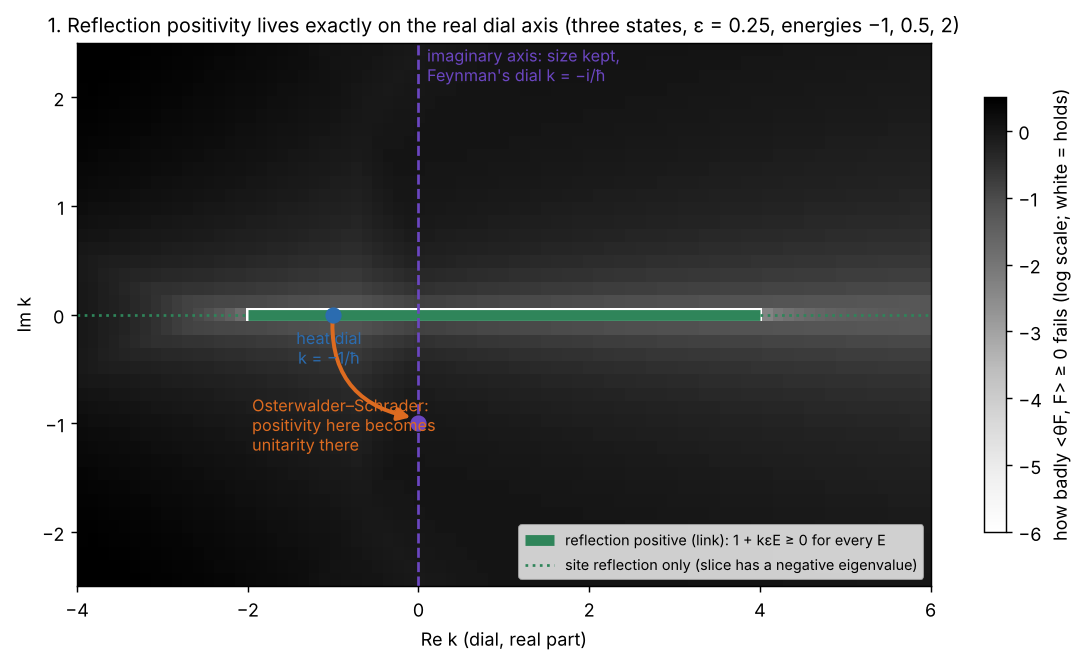 1. Reflection positivity lives exactly on the real dial axis (three states, ε = 0.25, energies −1, 0.5, 2)
imaginary axis: size kept,
Feynman's dial k = −i/ħ
heat dial
k = −1/ħ
Osterwalder–Schrader:
positivity here becomes
unitarity there
reflection positive (link): 1 + kεE ≥ 0 for every E
site reflection only (slice has a negative eigenvalue)
2
1
0
−1
−2
Im k
−4
−2
0
2
4
6
Re k (dial, real part)
0
−1
−2
−3
−4
−5
−6
how badly <θF, F> ≥ 0 fails (log scale; white = holds)